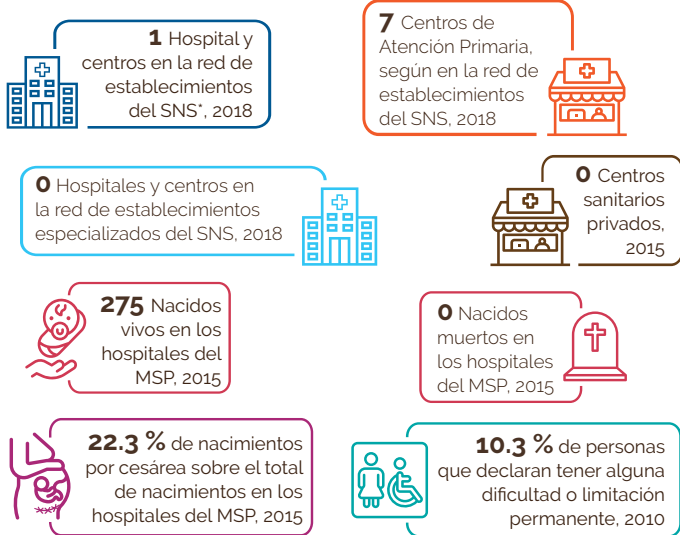 1 Hospital y
centros en la red de
establecimientos
del SNS*, 2018
7 Centros de
Atención Primaria,
según en la red de
establecimientos
del SNS, 2018
0 Hospitales y centros en
la red de establecimientos
especializados del SNS, 2018
0 Centros
sanitarios
privados,
2015
275 Nacidos
vivos en los
hospitales del
MSP, 2015
0 Nacidos
muertos en
los hospitales
del MSP, 2015
22.3 % de nacimientos
por cesárea sobre el total
de nacimientos en los
hospitales del MSP, 2015
10.3 % de personas
que declaran tener alguna
dificultad o limitación
permanente, 2010